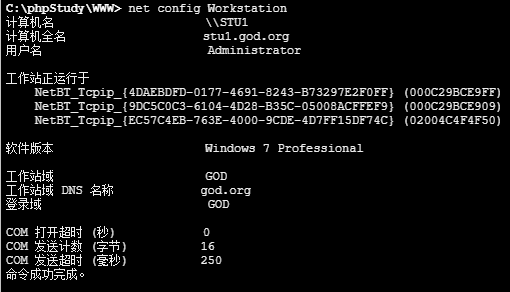 C:\phpStudy\WWW> net config Workstation
计算机名 \\STU1
计算机全名 stu1.god.org
用户名 Administrator
工作站正运行于
NetBT_Tcpip_{4DAEBDFD-0177-4691-8243-B73297E2F0FF} (000C29BCE9FF)
NetBT_Tcpip_{9DC5C0C3-6104-4D28-B35C-05008ACFFEF9} (000C29BCE909)
NetBT_Tcpip_{EC57C4EB-763E-4000-9CDE-4D7FF15DF74C} (02004C4F4F50)
软件版本 Windows 7 Professional
工作站域 GOD
工作站域 DNS 名称 god.org
登录域 GOD
COM 打开超时 (秒) 0
COM 发送计数 (字节) 16
COM 发送超时 (毫秒) 250
命令成功完成。